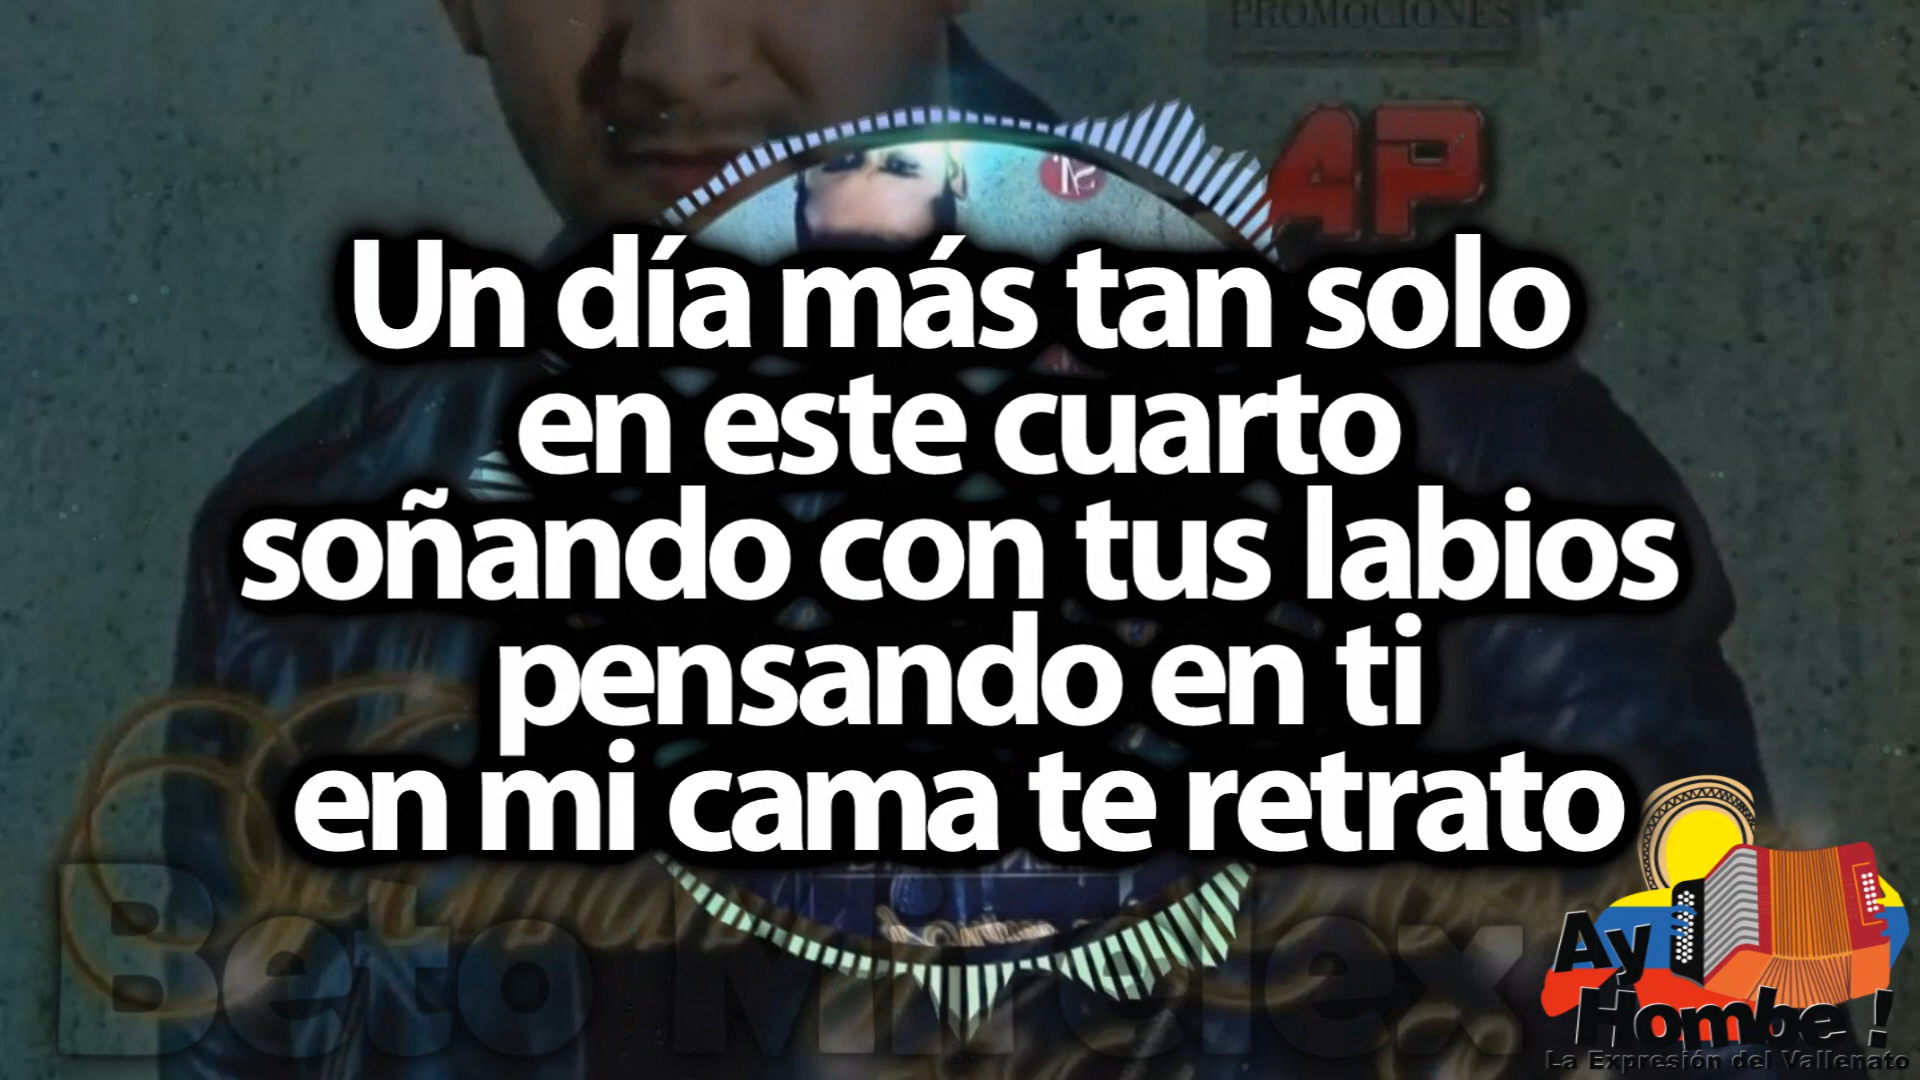 PROMOCIONES
AP
Un día más tan solo
en este cuarto
soñando con tus labios
pensando en ti
en mi cama te retrato
Ay
Hombe !
La Expresión del Vallenato